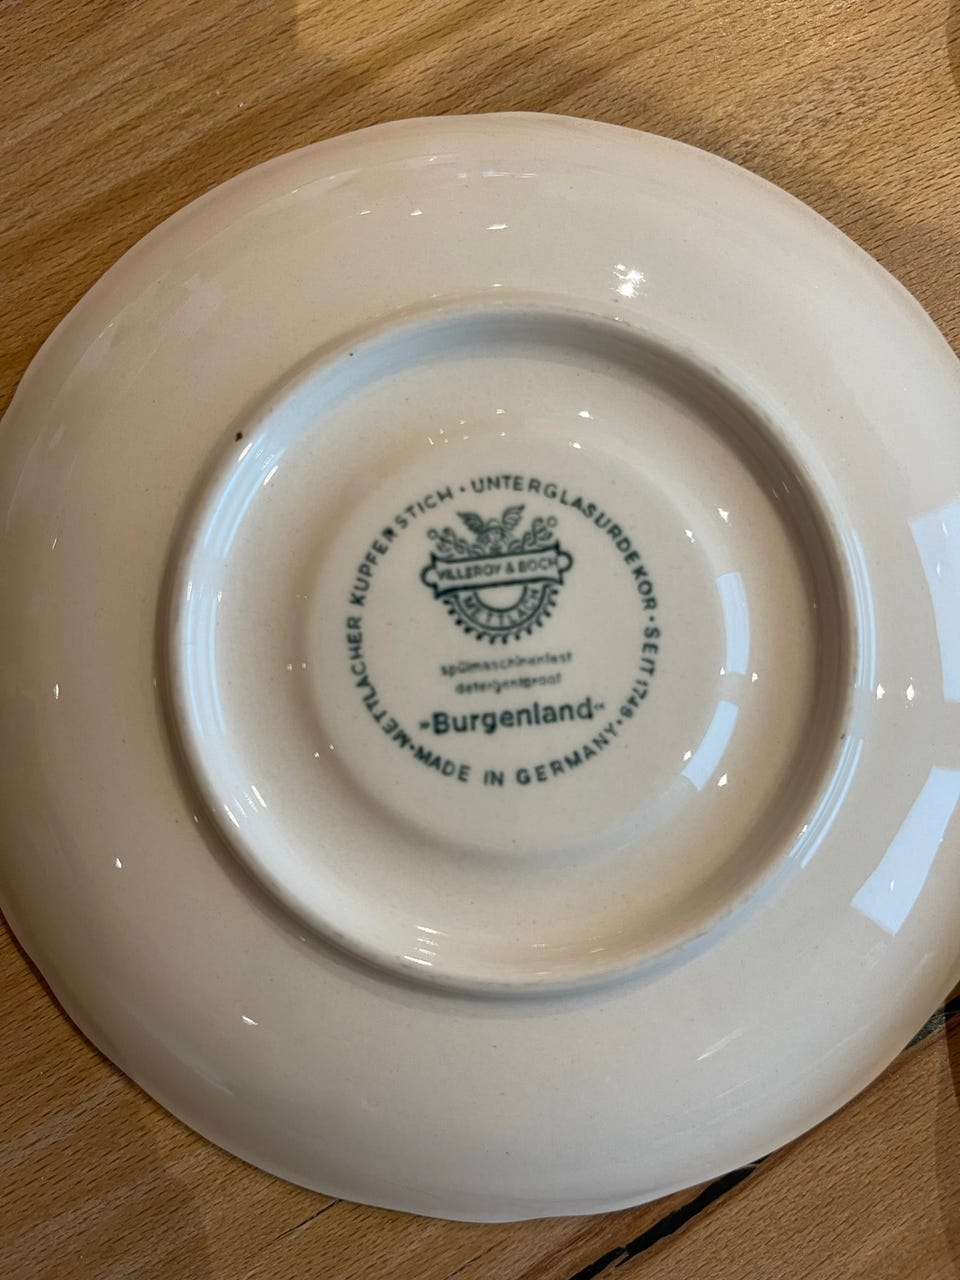 METTLACHER KUPFERSTICH · UNTERGLASURDEKOR · SEIT 1748 · MADE IN GERMANY ·
VILLEROY & BOCH
METTLACH
spülmaschinenfest
detergentproof
»Burgenland«